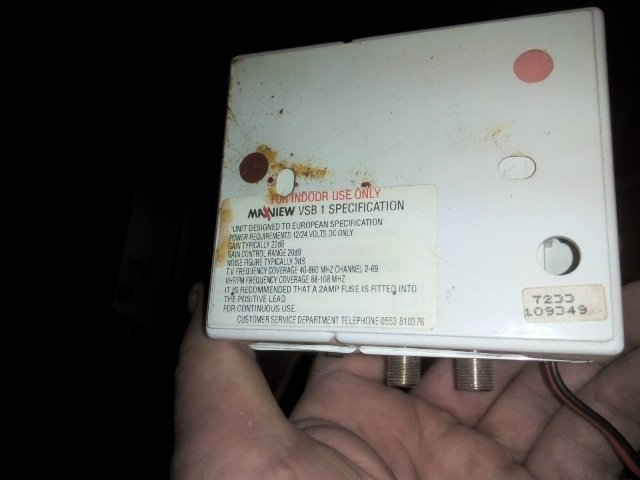 FOR INDOOR USE ONLY
MAXVIEW VSB 1 SPECIFICATION
"UNIT DESIGNED TO EUROPEAN SPECIFICATION"
POWER REQUIREMENTS 12/24 VOLTS DC ONLY
GAIN TYPICALLY 22dB
GAIN CONTROL RANGE 20dB
NOISE FIGURE TYPICALLY 3dB
T.V. FREQUENCY COVERAGE 40-860 MHZ CHANNEL 2-69
VHF/FM FREQUENCY COVERAGE 88-108 MHZ
IT IS RECOMMENDED THAT A 2AMP FUSE IS FITTED INTO
THE POSITIVE LEAD
FOR CONTINUOUS USE.
CUSTOMER SERVICE DEPARTMENT TELEPHONE 0553 810376
7233
109349